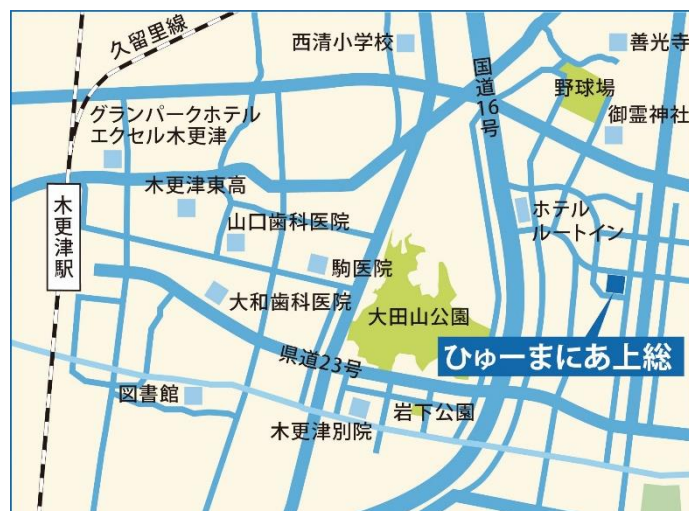 久留里線
西清小学校
国道16号
善光寺
野球場
グランパークホテル
エクセル木更津
御霊神社
木更津東高
木更津駅
山口歯科医院
ホテル
ルートイン
駒医院
大和歯科医院
大田山公園
ひゅーまにあ上総
県道23号
図書館
岩下公園
木更津別院